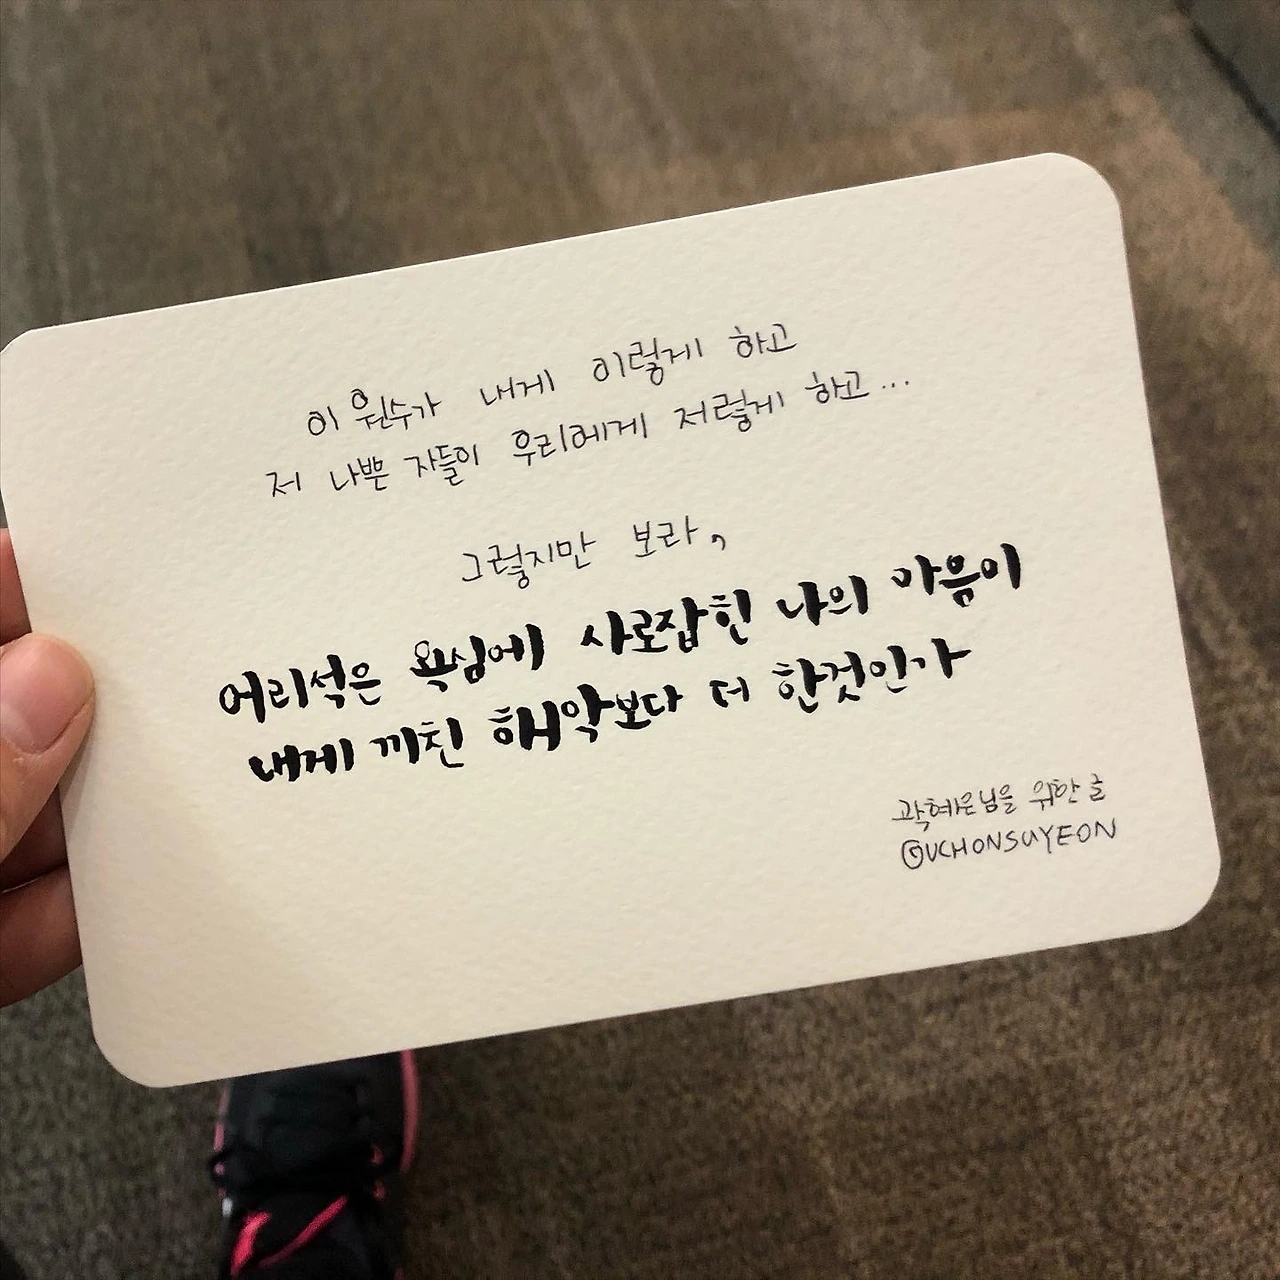 이 원수가 내게 이렇게 하고
저 나쁜 자들이 우리에게 저렇게 하고...
그렇지만 보라,
어리석은 욕심에 사로잡힌 나의 마음이
내게 끼친 해악보다 더 한것인가
곽혜은님을 위한 글
@UCHONSUYEON